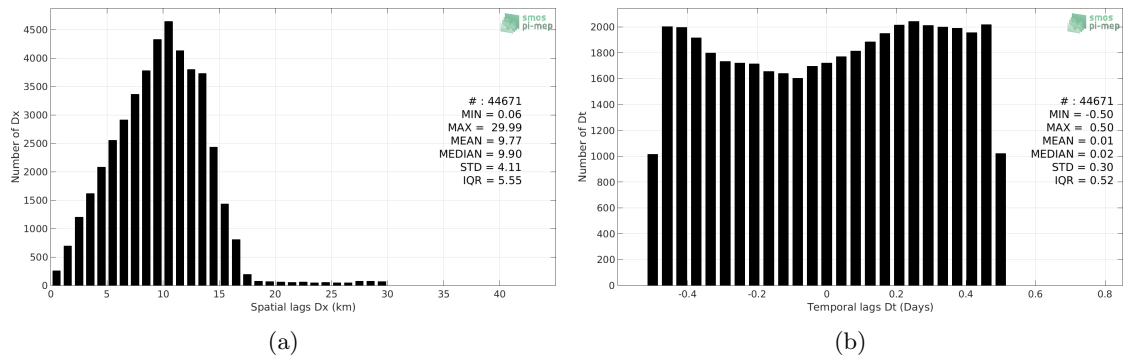 4500
4000
3500
3000
2500
2000
1500
1000
500
0
Number of Dx
0 5 10 15 20 25 30 35 40
Spatial lags Dx (km)
smos
pi-mep
# : 44671
MIN = 0.06
MAX = 29.99
MEAN = 9.77
MEDIAN = 9.90
STD = 4.11
IQR = 5.55
(a)
2000
1800
1600
1400
1200
1000
800
600
400
200
0
Number of Dt
-0.4 -0.2 0 0.2 0.4 0.6 0.8
Temporal lags Dt (Days)
smos
pi-mep
# : 44671
MIN = -0.50
MAX = 0.50
MEAN = 0.01
MEDIAN = 0.02
STD = 0.30
IQR = 0.52
(b)